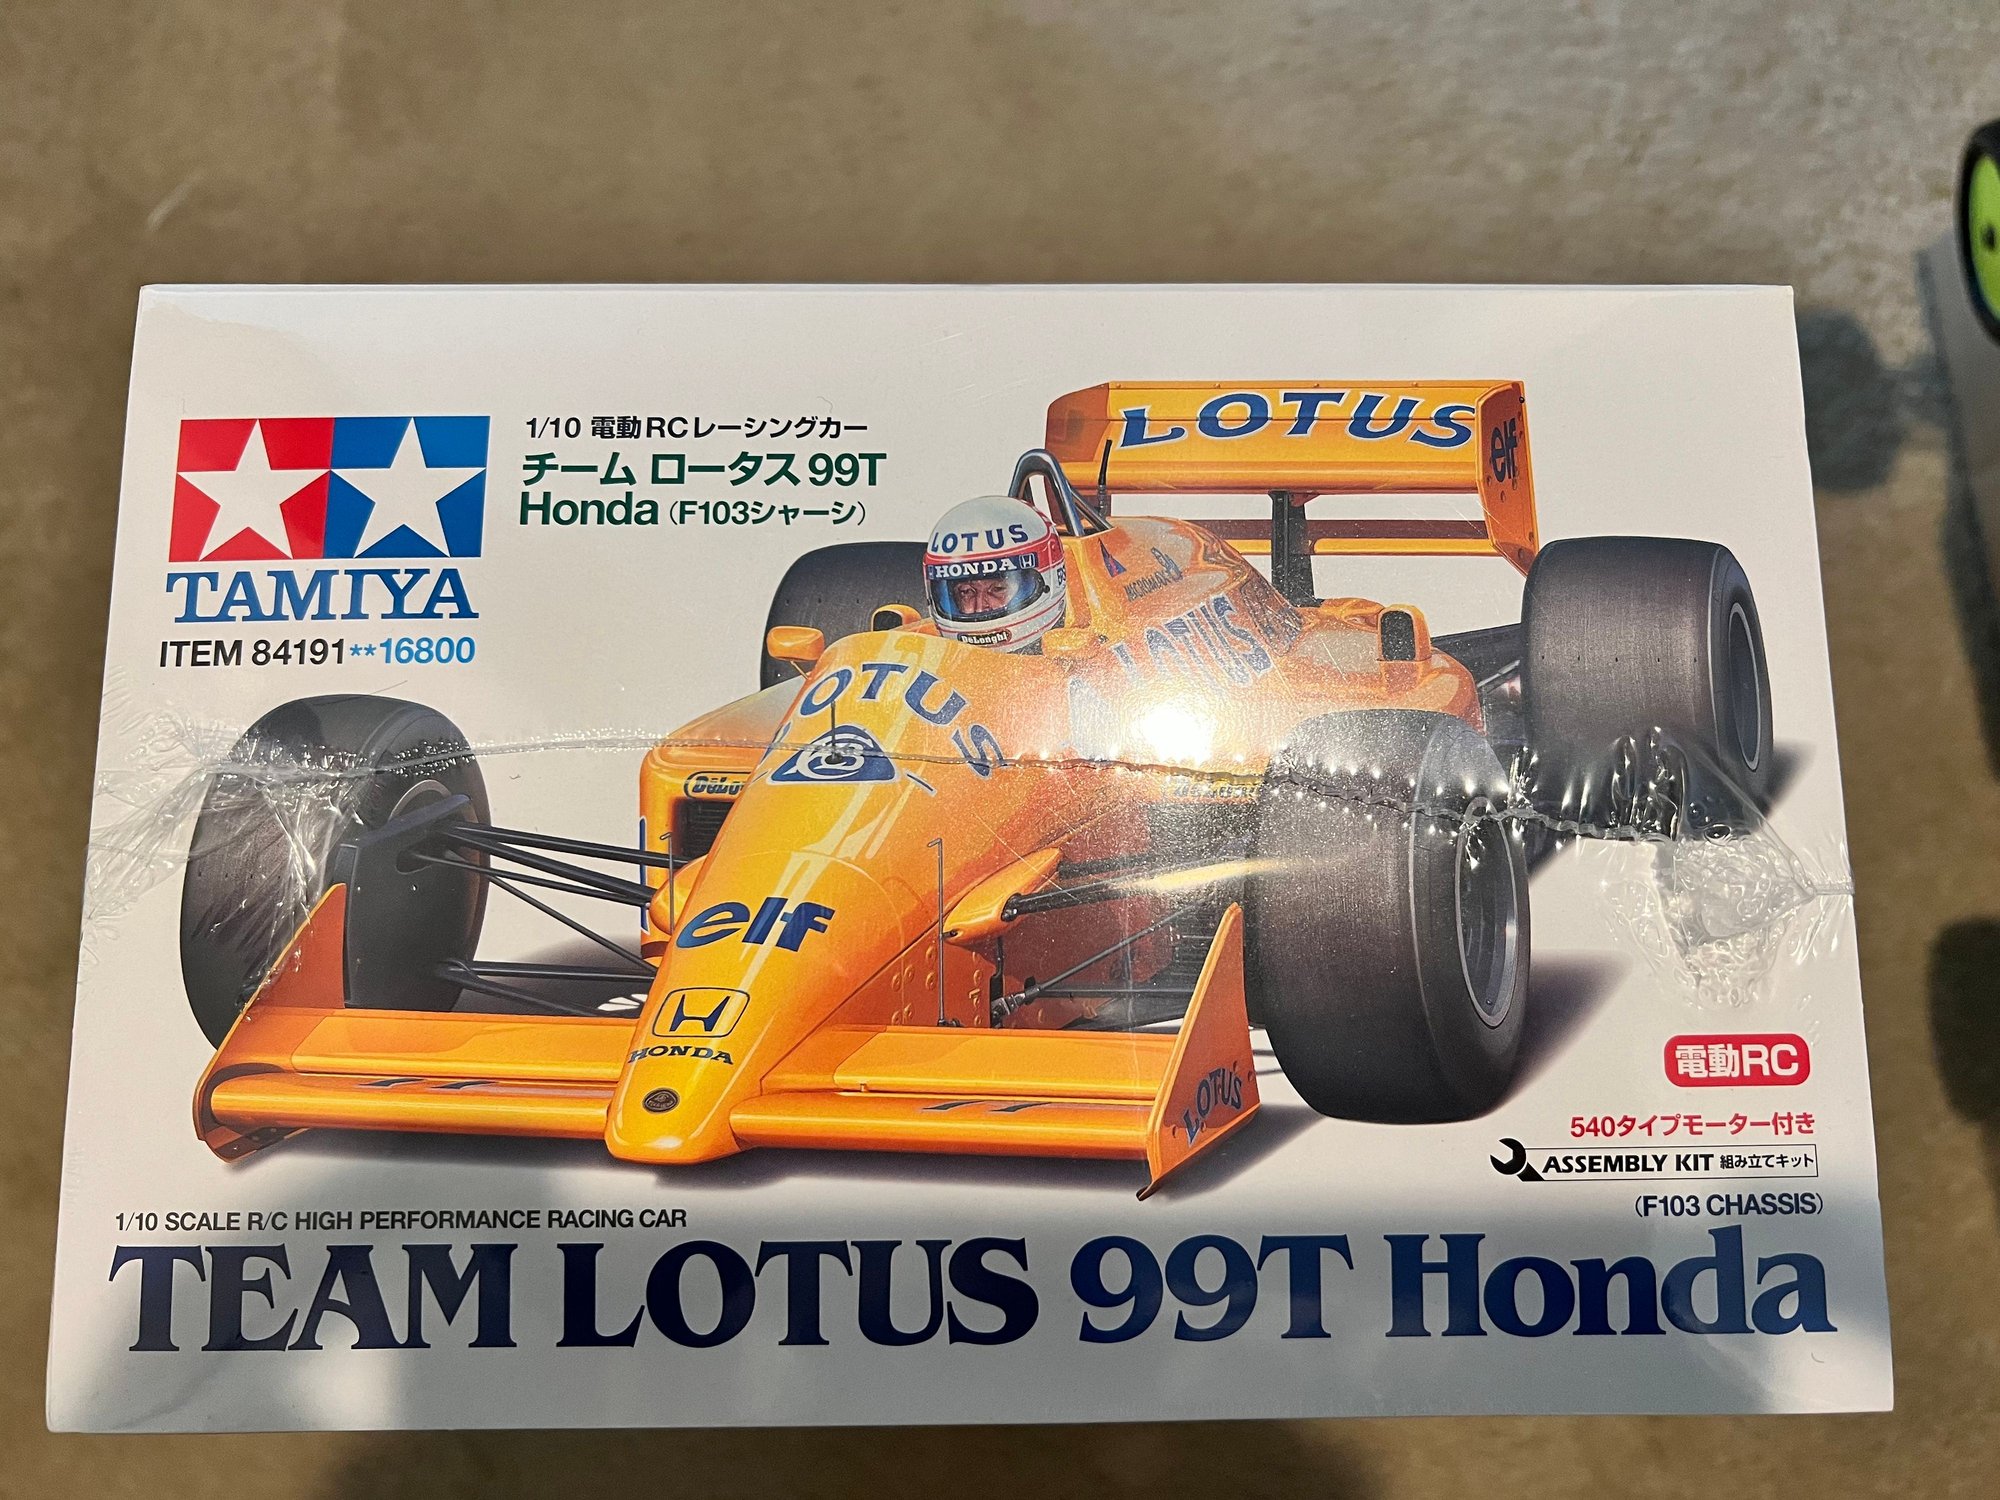 TAMIYA
ITEM 84191**16800
1/10 電動RCレーシングカー
チーム ロータス 99T
Honda (F103シャーシ)
LOTUS
elf
LOTUS
HONDA
DeLonghi
MICROMAX
LOTUS
LOTUS
elf
HONDA
LOTUS
電動RC
540タイプモーター付き
ASSEMBLY KIT 組み立てキット
(F103 CHASSIS)
1/10 SCALE R/C HIGH PERFORMANCE RACING CAR
TEAM LOTUS 99T Honda